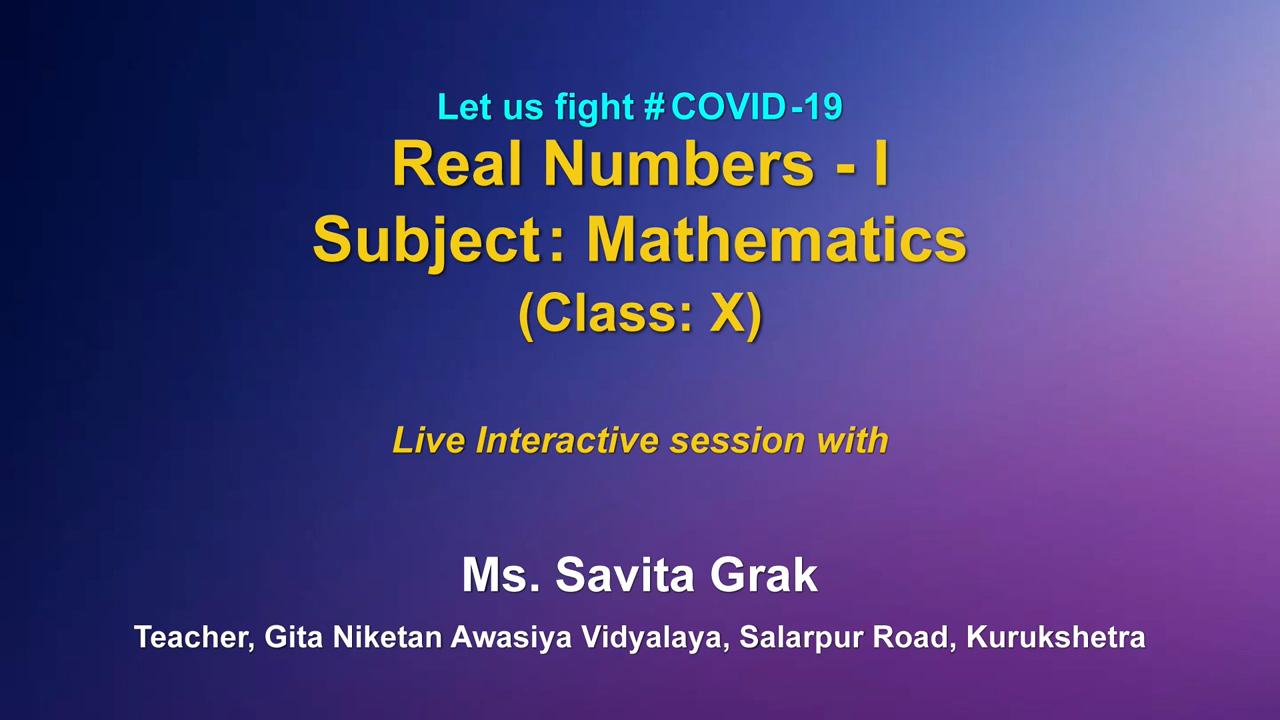 Let us fight #COVID-19
Real Numbers - I
Subject: Mathematics
(Class: X)
Live Interactive session with
Ms. Savita Grak
Teacher, Gita Niketan Awasiya Vidyalaya, Salarpur Road, Kurukshetra